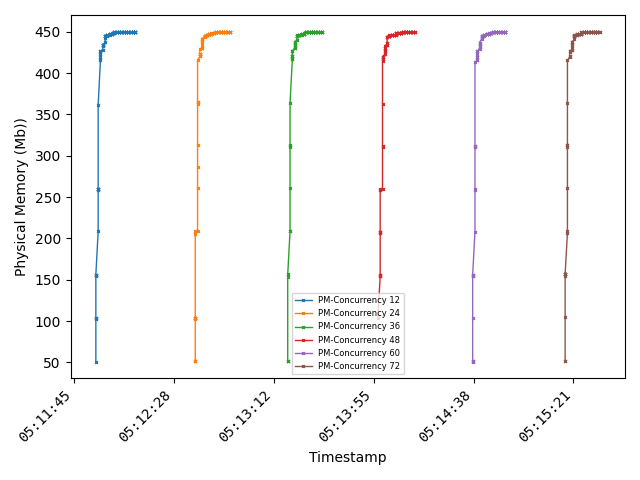 450
400
350
300
250
200
150
100
50
Physical Memory (Mb))
PM-Concurrency 12
PM-Concurrency 24
PM-Concurrency 36
PM-Concurrency 48
PM-Concurrency 60
PM-Concurrency 72
05:11:45
05:12:28
05:13:12
05:13:55
05:14:38
05:15:21
Timestamp